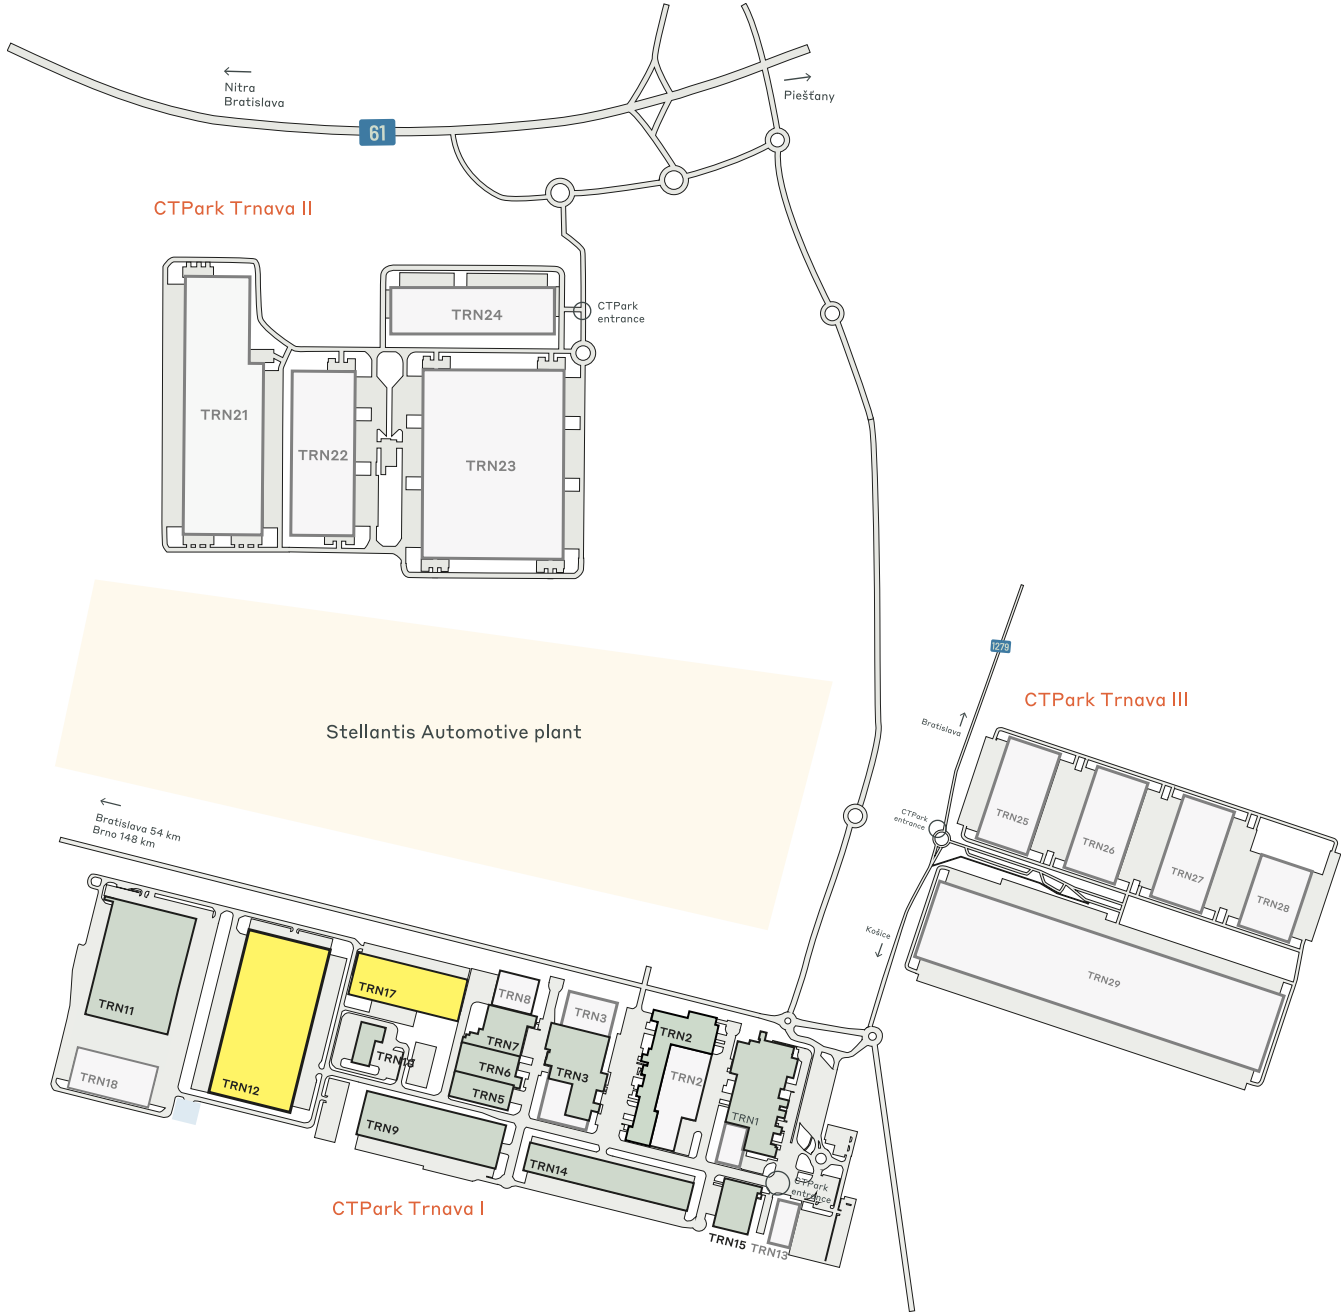 Nitra
Bratislava
61
Piešťany
CTPark Trnava II
TRN24
CTPark
entrance
TRN21
TRN22
TRN23
1279
CTPark Trnava III
Stellantis Automotive plant
Bratislava
TRN25
TRN26
TRN27
TRN28
CTPark
entrance
Bratislava 54 km
Brno 148 km
Košice
TRN29
TRN11
TRN17
TRN8
TRN3
TRN2
TRN7
TRN6
TRN5
TRN3
TRN2
TRN18
TRN12
TRN9
TRN1
TRN14
CTPark
entrance
CTPark Trnava I
TRN15
TRN13